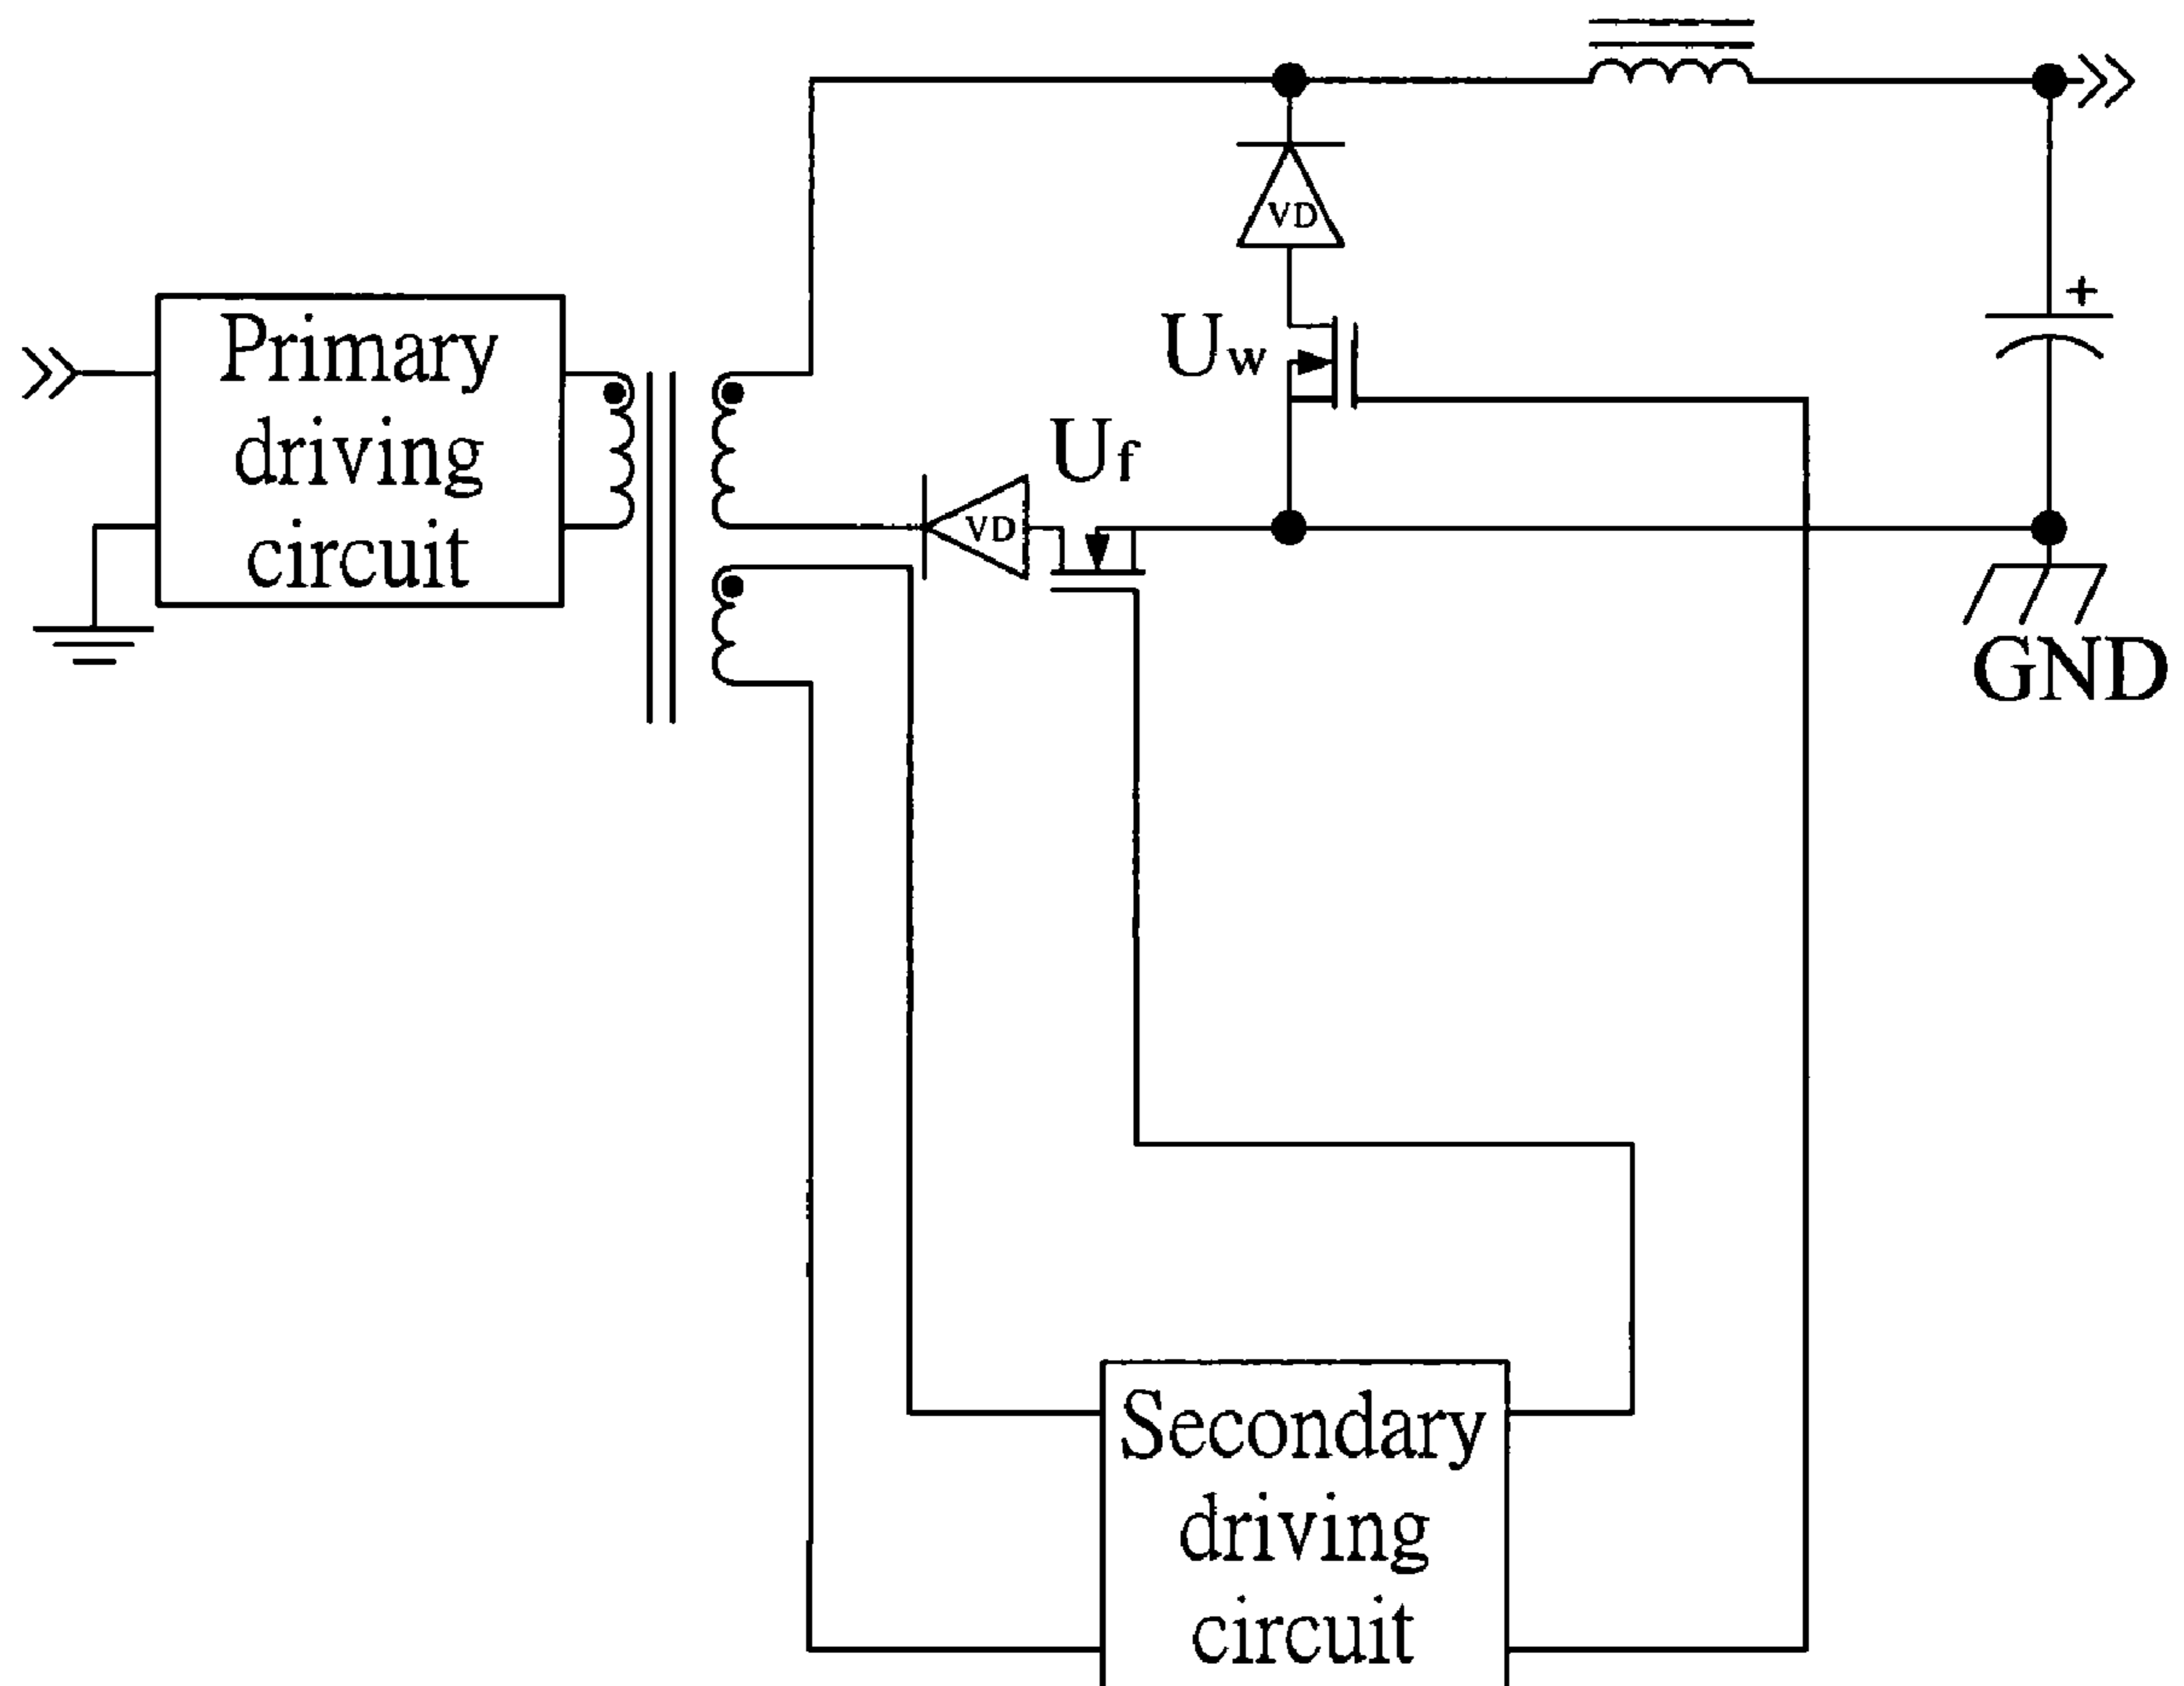 VD
+
Uw
Primary
driving
circuit
Uf
VD
GND
Secondary
driving
circuit